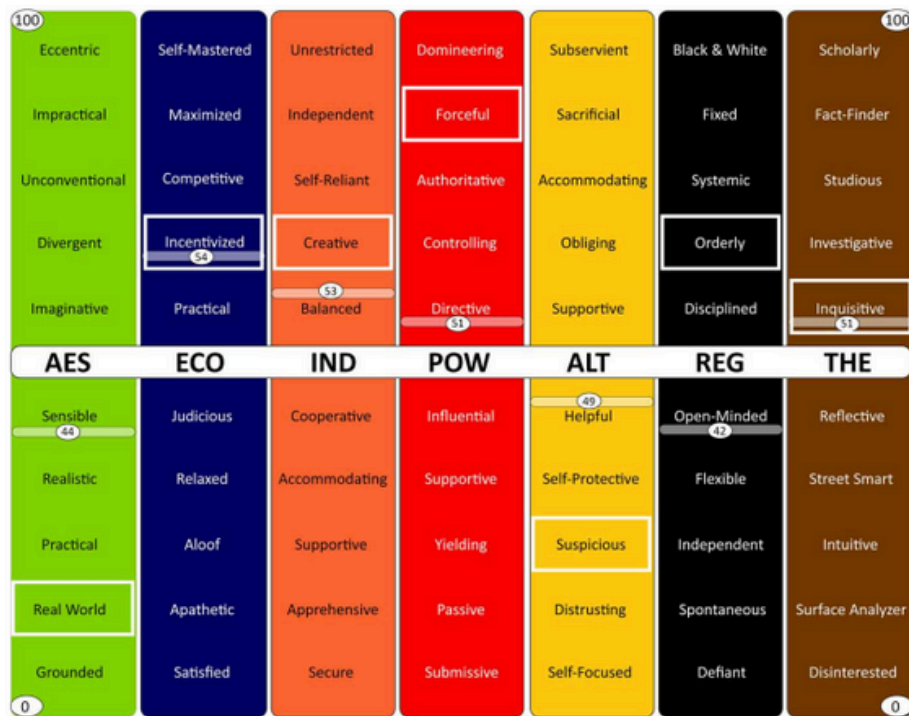 100 100
Eccentric Self-Mastered Unrestricted Domineering Subservient Black & White Scholarly
Impractical Maximized Independent Forceful Sacrificial Fixed Fact-Finder
Unconventional Competitive Self-Reliant Authoritative Accommodating Systemic Studious
Divergent Incentivized Creative Controlling Obliging Orderly Investigative
54
53
Imaginative Practical Balanced Directive Supportive Disciplined Inquisitive
51 51
AES ECO IND POW ALT REG THE
49
Sensible Judicious Cooperative Influential Helpful Open-Minded Reflective
44 42
Realistic Relaxed Accommodating Supportive Self-Protective Flexible Street Smart
Practical Aloof Supportive Yielding Suspicious Independent Intuitive
Real World Apathetic Apprehensive Passive Distrusting Spontaneous Surface Analyzer
Grounded Satisfied Secure Submissive Self-Focused Defiant Disinterested
0 0